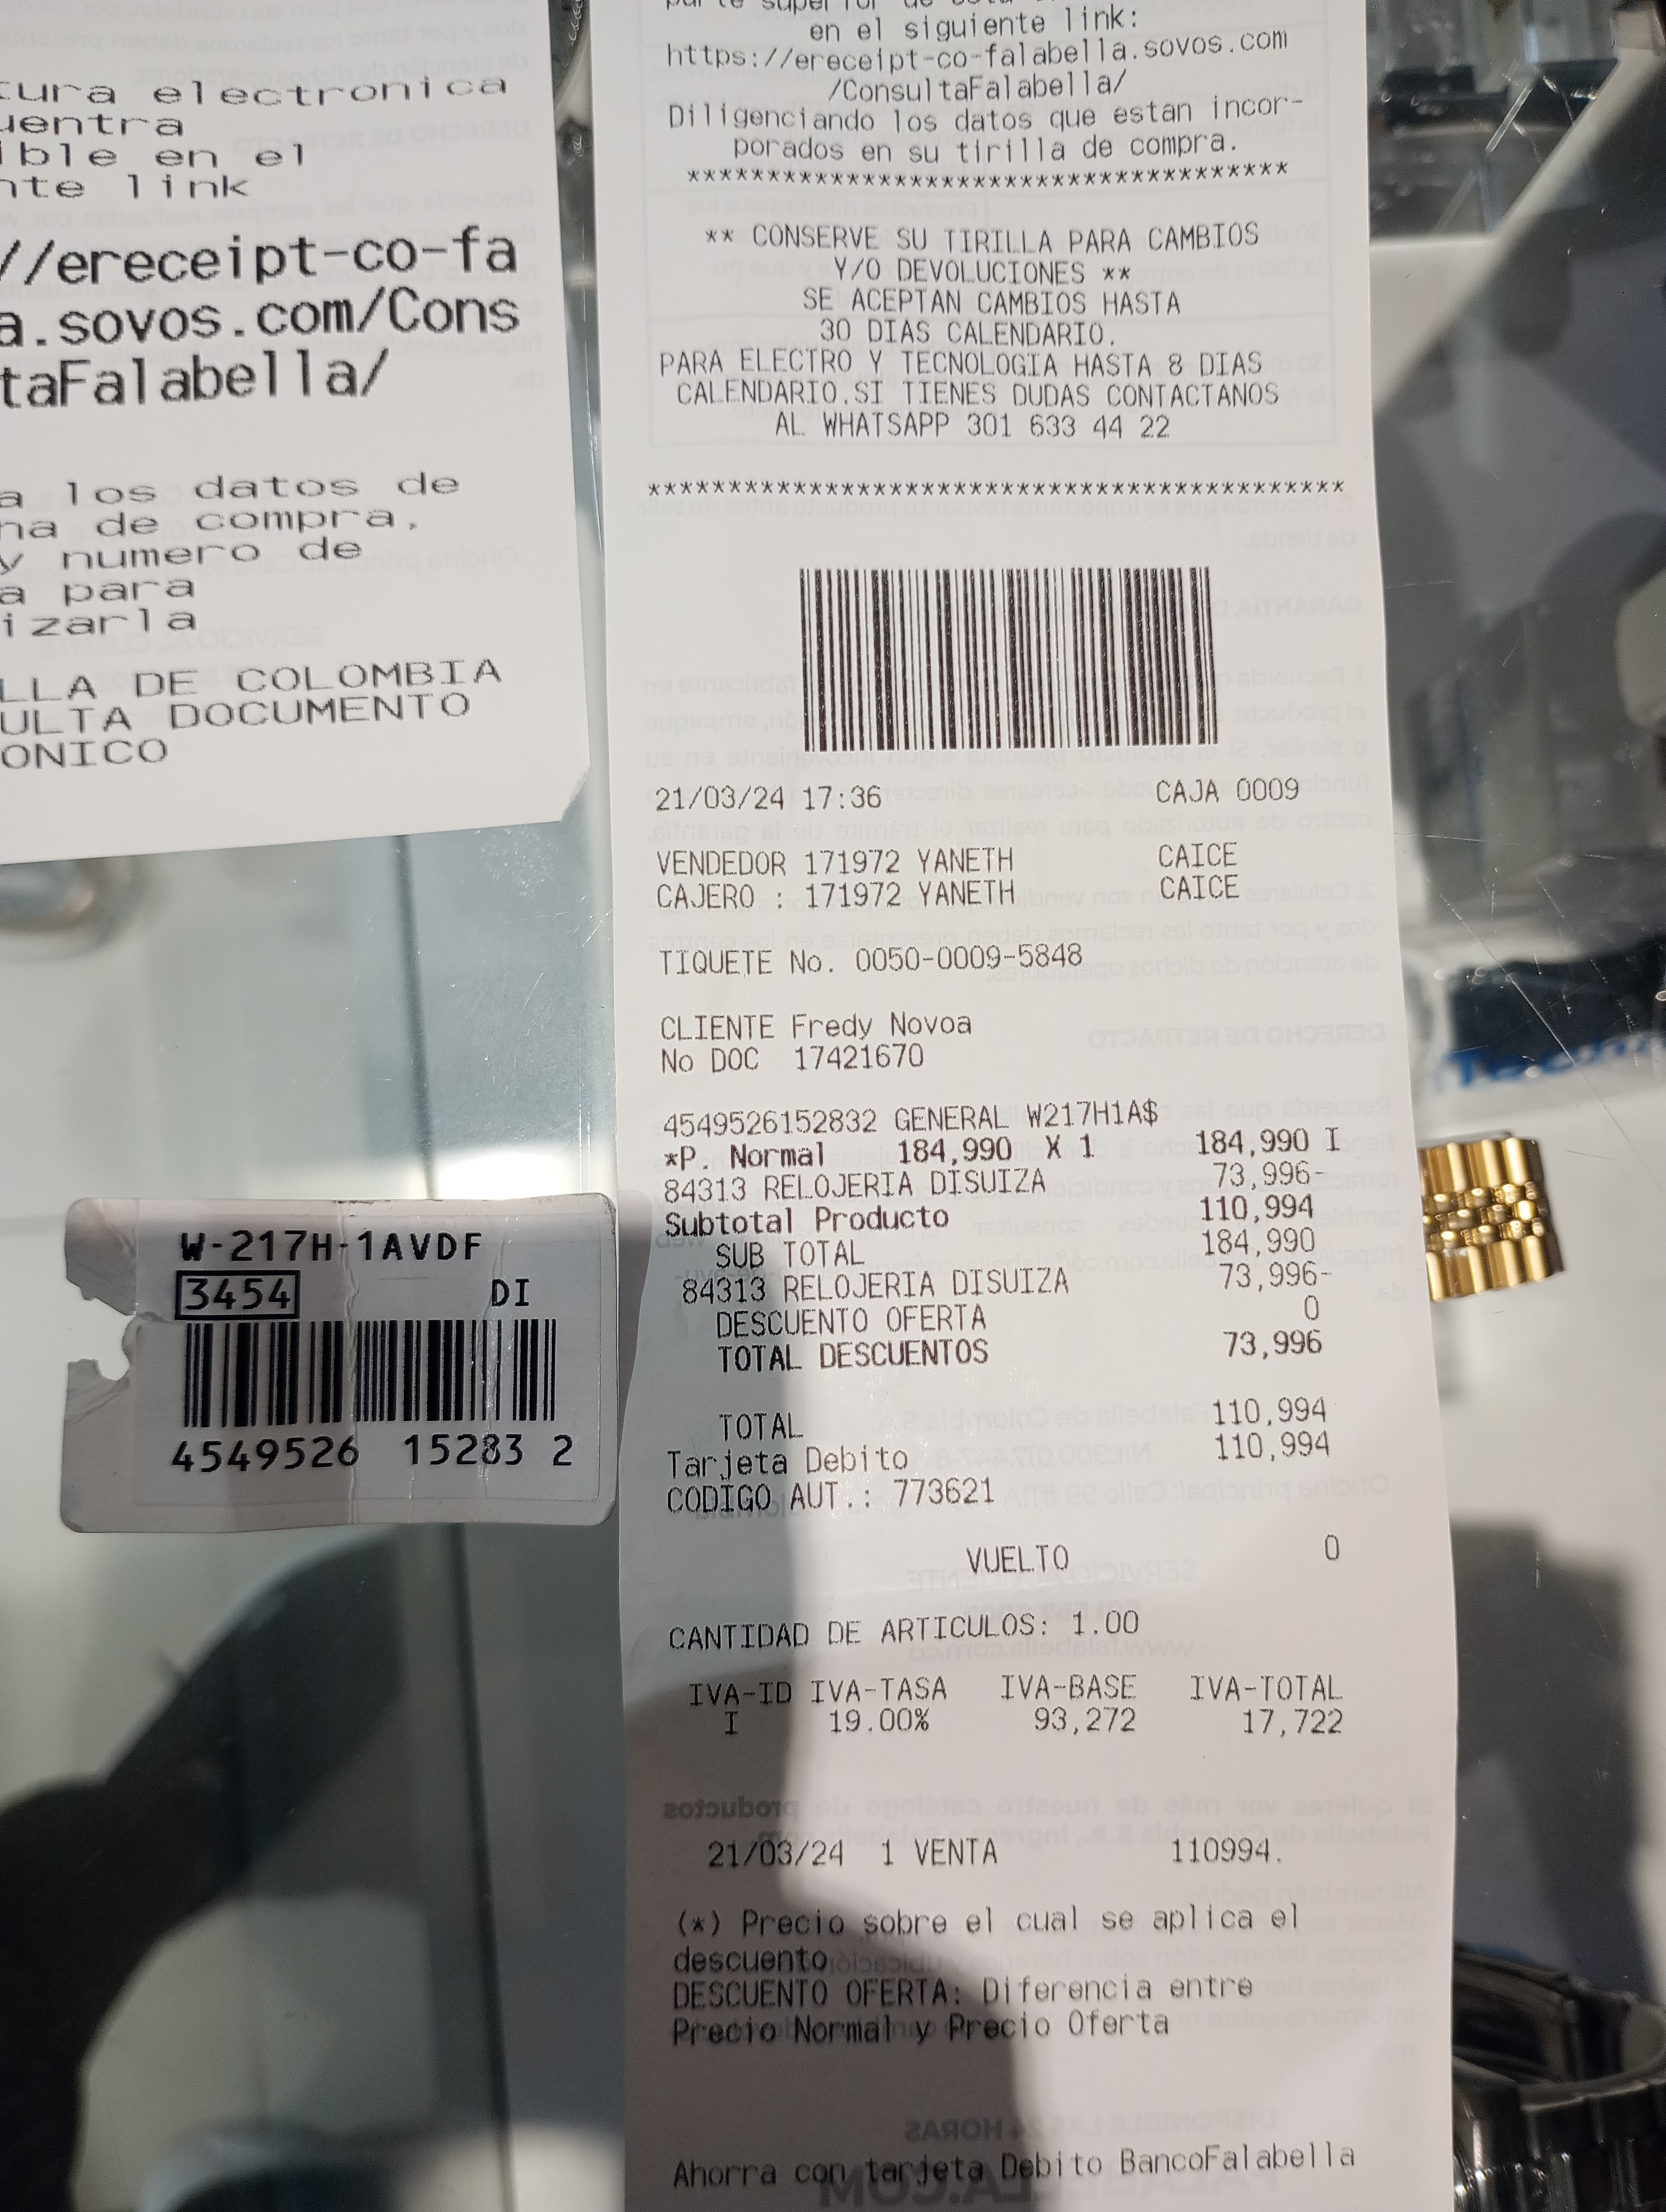 tura electronica
uentra
ible en el
nte link
//ereceipt-co-fa
a.sovos.com/Cons
taFalabella/
a los datos de
na de compra,
y numero de
a para
izarla
LLA DE COLOMBIA
ULTA DOCUMENTO
ONICO
en el siguiente link:
https://ereceipt-co-falabella.sovos.com
/ConsultaFalabella/
Diligenciando los datos que estan incor-
porados en su tirilla de compra.
**************************************
** CONSERVE SU TIRILLA PARA CAMBIOS
Y/O DEVOLUCIONES **
SE ACEPTAN CAMBIOS HASTA
30 DIAS CALENDARIO.
PARA ELECTRO Y TECNOLOGIA HASTA 8 DIAS
CALENDARIO.SI TIENES DUDAS CONTACTANOS
AL WHATSAPP 301 633 44 22
********************************************
21/03/24 17:36 CAJA 0009
VENDEDOR 171972 YANETH CAICE
CAJERO : 171972 YANETH CAICE
TIQUETE No. 0050-0009-5848
CLIENTE Fredy Novoa
No DOC 17421670
4549526152832 GENERAL W217H1A$
*P. Normal 184,990 X 1 184,990 I
84313 RELOJERIA DISUIZA 73,996-
Subtotal Producto 110,994
SUB TOTAL 184,990
84313 RELOJERIA DISUIZA 73,996-
DESCUENTO OFERTA 0
TOTAL DESCUENTOS 73,996
TOTAL 110,994
Tarjeta Debito 110,994
CODIGO AUT.: 773621
VUELTO 0
CANTIDAD DE ARTICULOS: 1.00
IVA-ID IVA-TASA IVA-BASE IVA-TOTAL
I 19.00% 93,272 17,722
21/03/24 1 VENTA 110994.
(*) Precio sobre el cual se aplica el
descuento
DESCUENTO OFERTA: Diferencia entre
Precio Normal y Precio Oferta
Ahorra con tarjeta Debito BancoFalabella
W-217H-1AVDF
3454 DI
4549526 15283 2